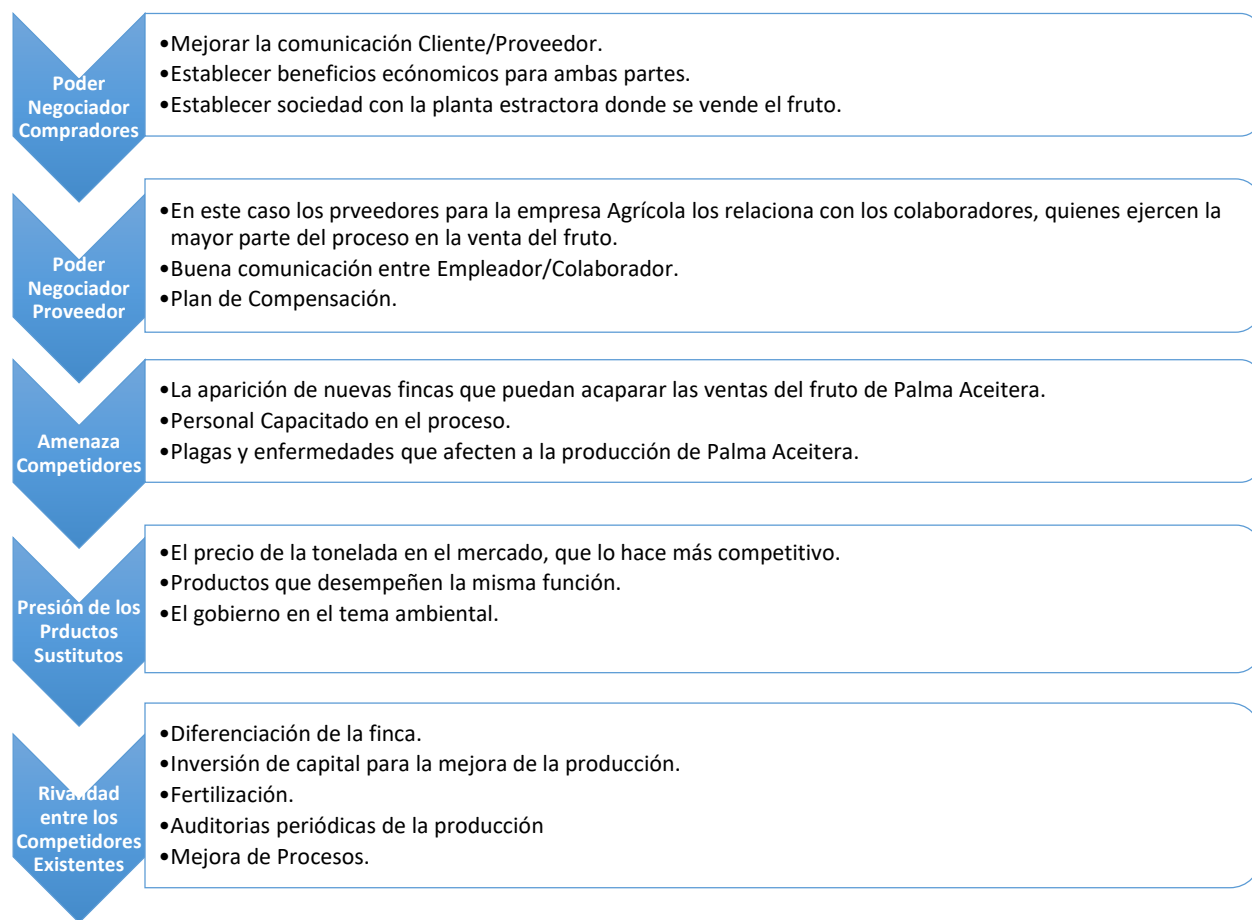 Poder
Negociador
Compradores
•Mejorar la comunicación Cliente/Proveedor.
•Establecer beneficios ecónomicos para ambas partes.
•Establecer sociedad con la planta estractora donde se vende el fruto.
Poder
Negociador
Proveedor
•En este caso los prveedores para la empresa Agrícola los relaciona con los colaboradores, quienes ejercen la
mayor parte del proceso en la venta del fruto.
•Buena comunicación entre Empleador/Colaborador.
•Plan de Compensación.
Amenaza
Competidores
•La aparición de nuevas fincas que puedan acaparar las ventas del fruto de Palma Aceitera.
•Personal Capacitado en el proceso.
•Plagas y enfermedades que afecten a la producción de Palma Aceitera.
Presión de los
Prductos
Sustitutos
•El precio de la tonelada en el mercado, que lo hace más competitivo.
•Productos que desempeñen la misma función.
•El gobierno en el tema ambiental.
Rivalidad
entre los
Competidores
Existentes
•Diferenciación de la finca.
•Inversión de capital para la mejora de la producción.
•Fertilización.
•Auditorias periódicas de la producción
•Mejora de Procesos.